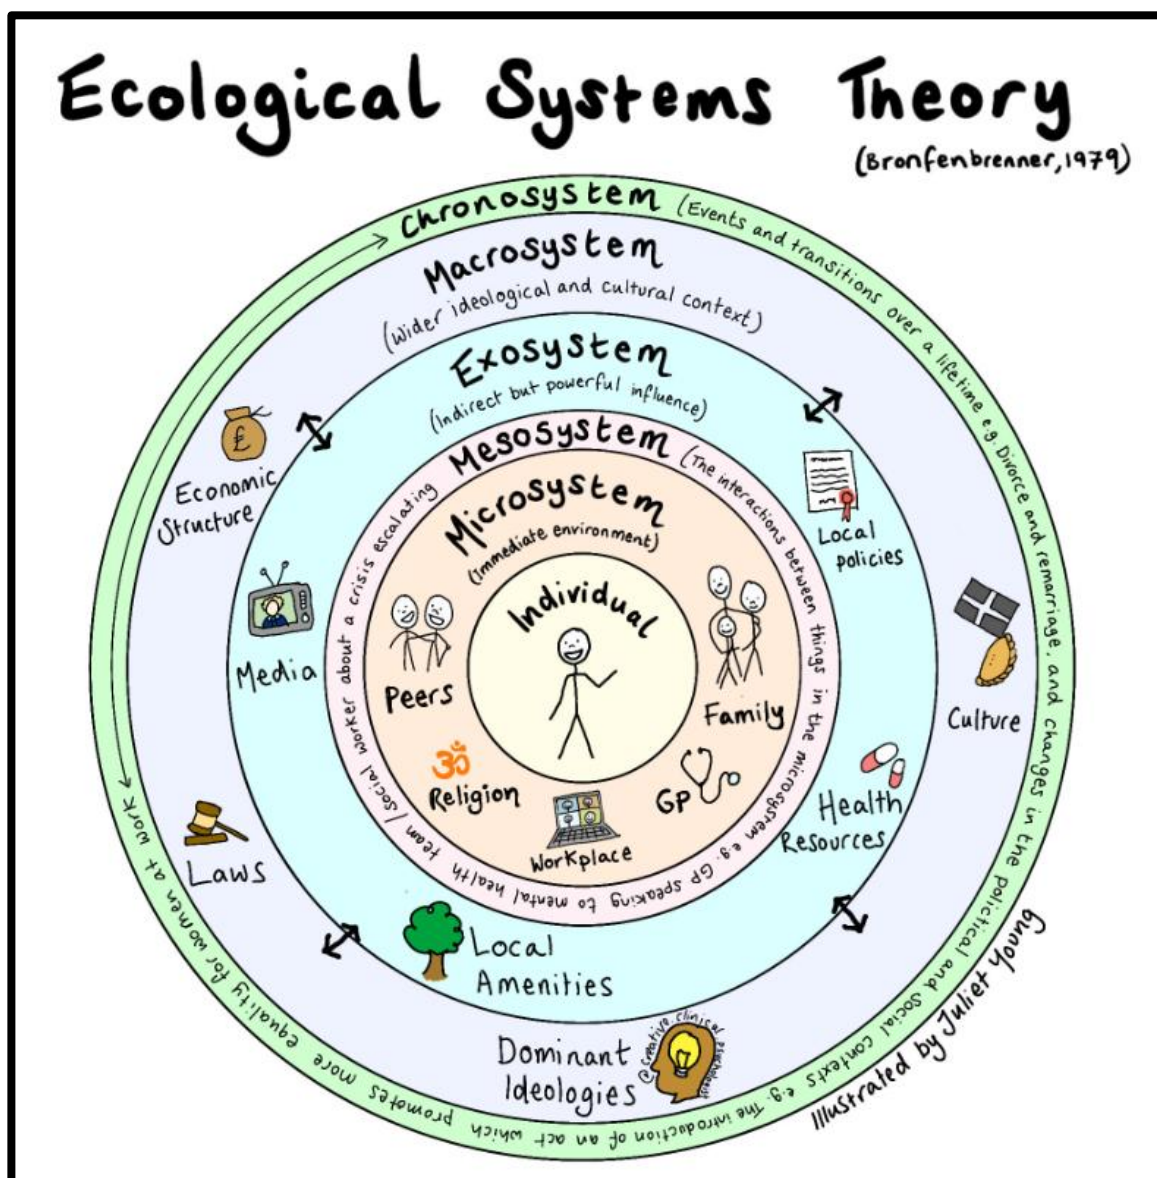 Ecological Systems Theory
(Bronfenbrenner, 1979)
Chronosystem (Events and transitions over a lifetime e.g. Divorce and remarriage, and changes in the polictical and social contexts e.g. The introduction of an act which promotes more equality for women at work
Macrosystem
(Wider ideological and cultural context)
Exosystem
(Indirect but powerful influence)
Mesosystem (The interactions between things in the microsystem e.g. GP speaking to mental health team / social worker about a crisis escalating
Microsystem
(Immediate environment)
Individual
£
Economic
Structure
Local
policies
Media
Peers
Family
Culture
ॐ
Religion
GP
Workplace
Health
Resources
Laws
Local
Amenities
Dominant
Ideologies
@creative.clinical.psychologist
Illustrated by Juliet Young